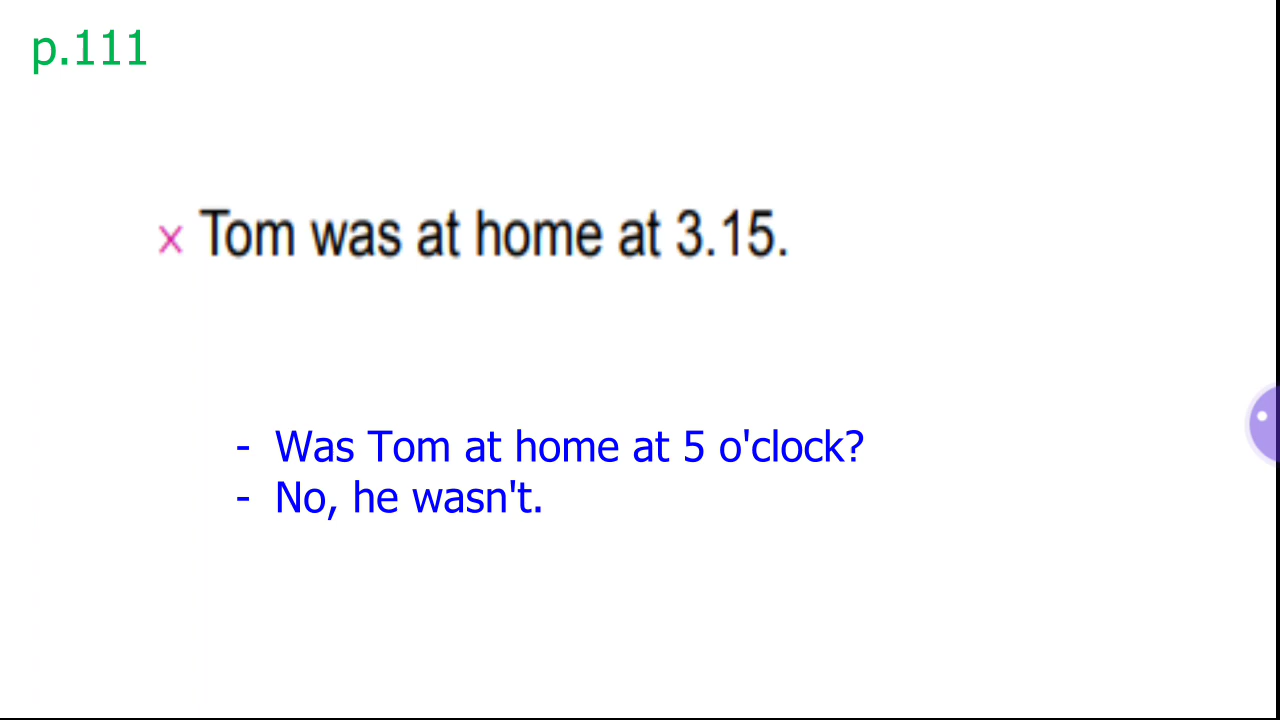 p.111
x Tom was at home at 3.15.
- Was Tom at home at 5 o'clock?
- No, he wasn't.